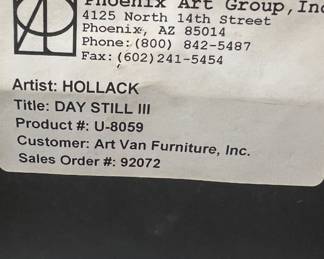 Phoenix Art Group, Inc
4125 North 14th Street
Phoenix, AZ 85014
Phone: (800) 842-5487
Fax: (602) 241-5454
Artist: HOLLACK
Title: DAY STILL III
Product #: U-8059
Customer: Art Van Furniture, Inc.
Sales Order #: 92072